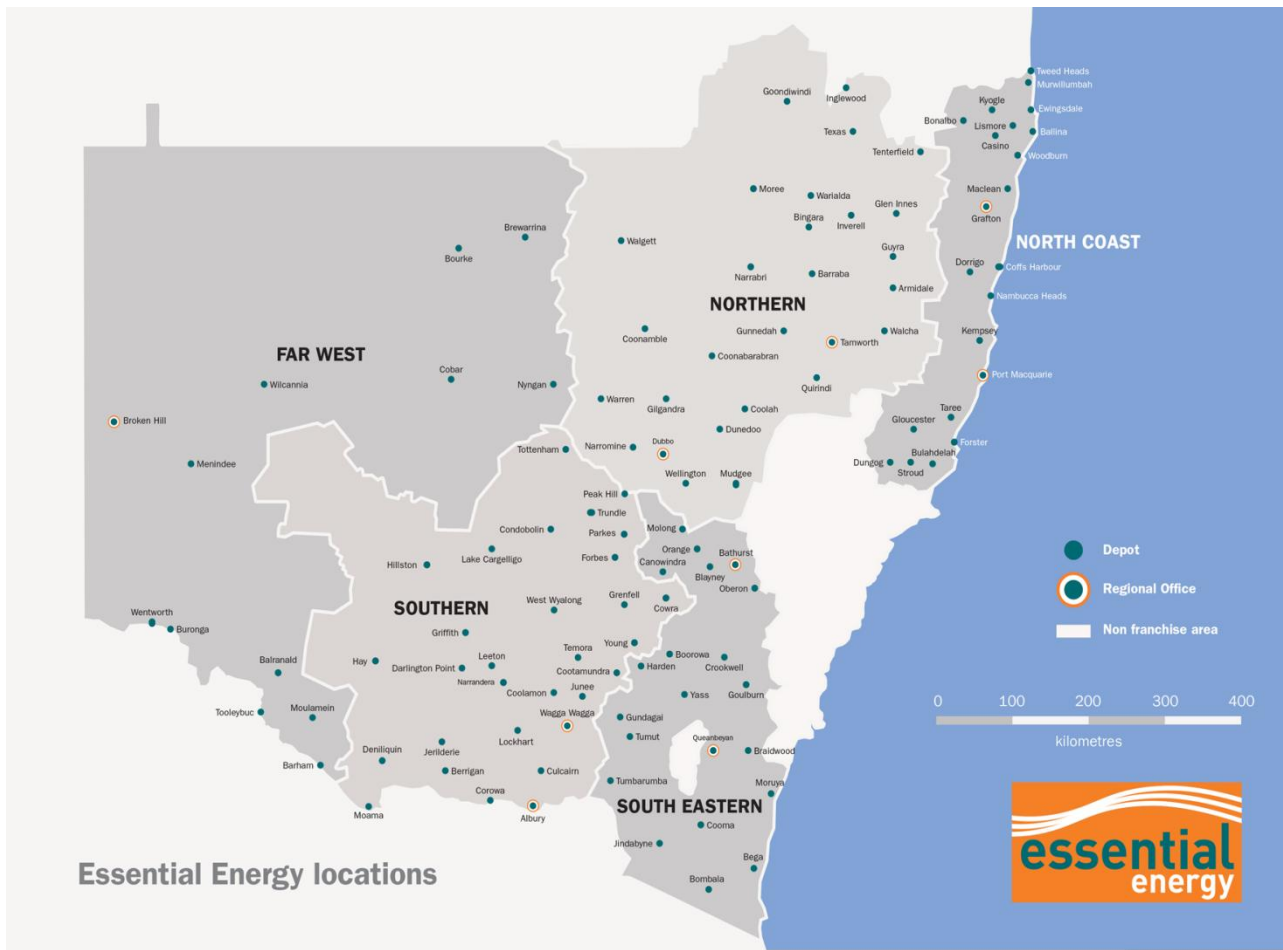 Tweed Heads
Murwillumbah
Goondiwindi
Inglewood
Kyogle
Ewingsdale
Bonalbo
Lismore
Ballina
Texas
Casino
Tenterfield
Woodburn
Moree
Warialda
Maclean
Glen Innes
Bingara
Inverell
Grafton
Brewarrina
Walgett
NORTH COAST
Bourke
Guyra
Narrabri
Barraba
Dorrigo
Coffs Harbour
Armidale
Nambucca Heads
NORTHERN
Coonamble
Gunnedah
Walcha
Tamworth
Kempsey
FAR WEST
Coonabarabran
Cobar
Port Macquarie
Wilcannia
Nyngan
Quirindi
Warren
Gilgandra
Coolah
Taree
Broken Hill
Gloucester
Dunedoo
Dubbo
Forster
Tottenham
Narromine
Bulahdelah
Menindee
Dungog
Stroud
Wellington
Mudgee
Peak Hill
Trundle
Condobolin
Parkes
Molong
Orange
Bathurst
Depot
Lake Cargelligo
Forbes
Canowindra
Hillston
Blayney
Oberon
Regional Office
SOUTHERN
West Wyalong
Grenfell
Cowra
Wentworth
Buronga
Griffith
Non franchise area
Young
Temora
Boorowa
Balranald
Hay
Leeton
Darlington Point
Cootamundra
Harden
Crookwell
Narrandera
Junee
Coolamon
Yass
Goulburn
0 100 200 300 400
kilometres
Tooleybuc
Moulamein
Wagga Wagga
Gundagai
Lockhart
Tumut
Queanbeyan
Braidwood
Deniliquin
Jerilderie
Barham
Berrigan
Culcairn
Tumbarumba
Moruya
Corowa
Moama
Albury
SOUTH EASTERN
Cooma
Jindabyne
Bega
Bombala
Essential Energy locations
essential
energy